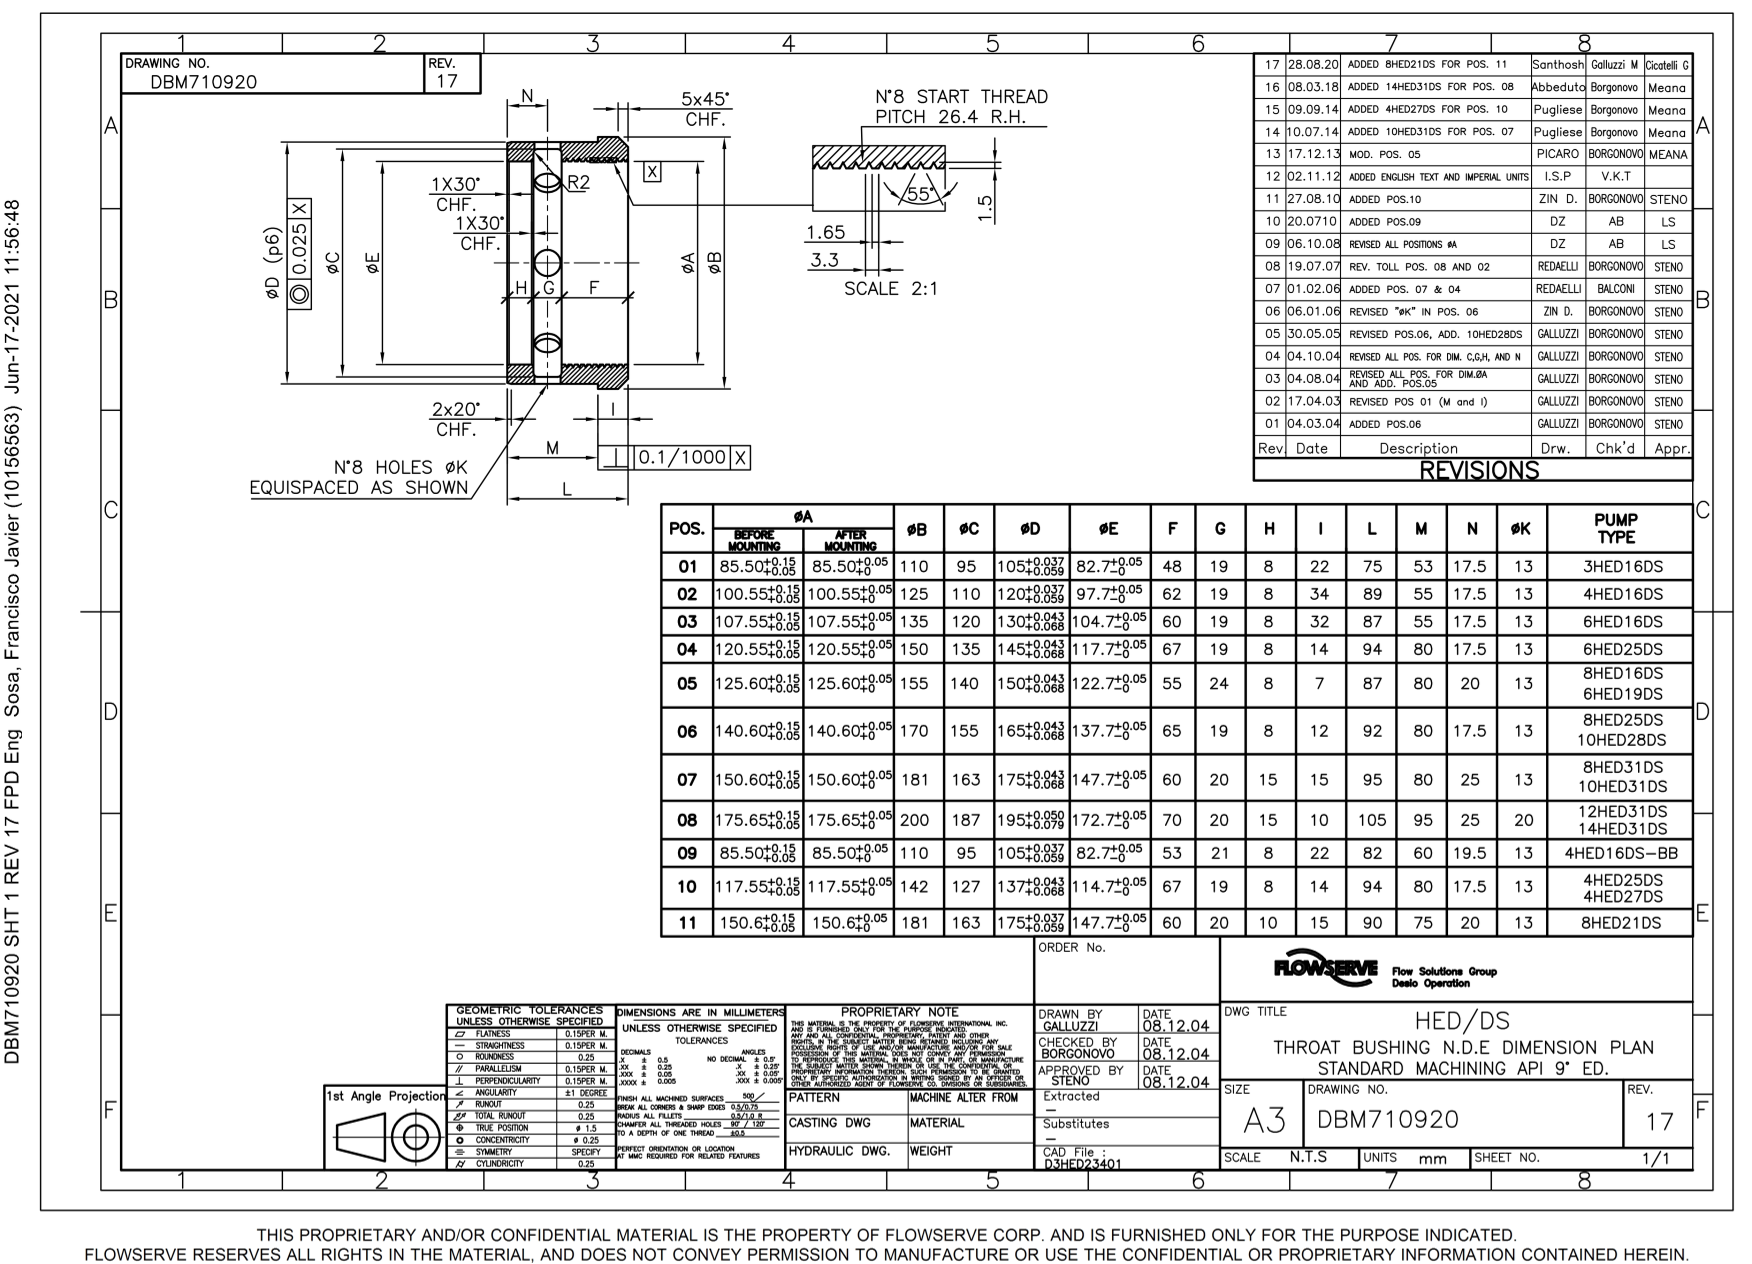 DBM710920 SHT 1 REV 17 FPD Eng Sosa, Francisco Javier (10156563) Jun-17-2021 11:56:48
1 2 3 4 5 6 7 8
A
B
C
D
E
F
DRAWING NO.
DBM710920
REV.
17
N
5x45°
CHF.
1X30°
CHF.
1X30°
CHF.
R2
X
øD (p6)
0.025 X
øC
øE
øA
øB
H G F
2x20°
CHF.
I
M
0.1/1000 X
L
N°8 HOLES øK
EQUISPACED AS SHOWN
N°8 START THREAD
PITCH 26.4 R.H.
55°
1.5
1.65
3.3
SCALE 2:1
17 28.08.20 ADDED 8HED21DS FOR POS. 11 Santhosh Galluzzi M Cicatelli G
16 08.03.18 ADDED 14HED31DS FOR POS. 08 Abbeduto Borgonovo Meana
15 09.09.14 ADDED 4HED27DS FOR POS. 10 Pugliese Borgonovo Meana
14 10.07.14 ADDED 10HED31DS FOR POS. 07 Pugliese Borgonovo Meana
13 17.12.13 MOD. POS. 05 PICARO BORGONOVO MEANA
12 02.11.12 ADDED ENGLISH TEXT AND IMPERIAL UNITS I.S.P V.K.T
11 27.08.10 ADDED POS.10 ZIN D. BORGONOVO STENO
10 20.0710 ADDED POS.09 DZ AB LS
09 06.10.08 REVISED ALL POSITIONS øA DZ AB LS
08 19.07.07 REV. TOLL POS. 08 AND 02 REDAELLI BORGONOVO STENO
07 01.02.06 ADDED POS. 07 & 04 REDAELLI BALCONI STENO
06 06.01.06 REVISED "øK" IN POS. 06 ZIN D. BORGONOVO STENO
05 30.05.05 REVISED POS.06, ADD. 10HED28DS GALLUZZI BORGONOVO STENO
04 04.10.04 REVISED ALL POS. FOR DIM. C,G,H, AND N GALLUZZI BORGONOVO STENO
03 04.08.04 REVISED ALL POS. FOR DIM.ØA AND ADD. POS.05 GALLUZZI BORGONOVO STENO
02 17.04.03 REVISED POS 01 (M and I) GALLUZZI BORGONOVO STENO
01 04.03.04 ADDED POS.06 GALLUZZI BORGONOVO STENO
Rev. Date Description Drw. Chk'd Appr.
REVISIONS
POS. øA BEFORE MOUNTING AFTER MOUNTING øB øC øD øE F G H I L M N øK PUMP TYPE
01 85.50+0.15 +0.05 85.50+0.05 +0 110 95 105+0.037 +0.059 82.7+0.05 -0 48 19 8 22 75 53 17.5 13 3HED16DS
02 100.55+0.15 +0.05 100.55+0.05 +0 125 110 120+0.037 +0.059 97.7+0.05 -0 62 19 8 34 89 55 17.5 13 4HED16DS
03 107.55+0.15 +0.05 107.55+0.05 +0 135 120 130+0.043 +0.068 104.7+0.05 -0 60 19 8 32 87 55 17.5 13 6HED16DS
04 120.55+0.15 +0.05 120.55+0.05 +0 150 135 145+0.043 +0.068 117.7+0.05 -0 67 19 8 14 94 80 17.5 13 6HED25DS
05 125.60+0.15 +0.05 125.60+0.05 +0 155 140 150+0.043 +0.068 122.7+0.05 -0 55 24 8 7 87 80 20 13 8HED16DS 6HED19DS
06 140.60+0.15 +0.05 140.60+0.05 +0 170 155 165+0.043 +0.068 137.7+0.05 -0 65 19 8 12 92 80 17.5 13 8HED25DS 10HED28DS
07 150.60+0.15 +0.05 150.60+0.05 +0 181 163 175+0.043 +0.068 147.7+0.05 -0 60 20 15 15 95 80 25 13 8HED31DS 10HED31DS
08 175.65+0.15 +0.05 175.65+0.05 +0 200 187 195+0.050 +0.079 172.7+0.05 -0 70 20 15 10 105 95 25 20 12HED31DS 14HED31DS
09 85.50+0.15 +0.05 85.50+0.05 +0 110 95 105+0.037 +0.059 82.7+0.05 -0 53 21 8 22 82 60 19.5 13 4HED16DS-BB
10 117.55+0.15 +0.05 117.55+0.05 +0 142 127 137+0.043 +0.068 114.7+0.05 -0 67 19 8 14 94 80 17.5 13 4HED25DS 4HED27DS
11 150.6+0.15 +0.05 150.6+0.05 +0 181 163 175+0.037 +0.059 147.7+0.05 -0 60 20 10 15 90 75 20 13 8HED21DS
ORDER No.
FLOWSERVE
Flow Solutions Group
Desio Operation
1st Angle Projection
GEOMETRIC TOLERANCES
UNLESS OTHERWISE SPECIFIED
FLATNESS 0.15PER M.
STRAIGHTNESS 0.15PER M.
ROUNDNESS 0.25
PARALLELISM 0.15PER M.
PERPENDICULARITY 0.15PER M.
ANGULARITY ±1 DEGREE
RUNOUT 0.25
TOTAL RUNOUT 0.25
TRUE POSITION ø 1.5
CONCENTRICITY ø 0.25
SYMMETRY SPECIFY
CYLINDRICITY 0.25
DIMENSIONS ARE IN MILLIMETERS
UNLESS OTHERWISE SPECIFIED
TOLERANCES
DECIMALS ANGLES
.X ± 0.5 NO DECIMAL ± 0.5°
.XX ± 0.25 .X ± 0.05°
.XXX ± 0.05 .XX ± 0.05°
.XXXX ± 0.005 .XXX ± 0.005°
FINISH ALL MACHINED SURFACES 500
BREAK ALL CORNERS & SHARP EDGES 0.5/0.75
RADIUS ALL FILLETS 0.5/1.0 R
CHAMFER ALL THREADED HOLES 90° / 120°
TO A DEPTH OF ONE THREAD ±0.5
PERFECT ORIENTATION OR LOCATION
AT MMC REQUIRED FOR RELATED FEATURES
PROPRIETARY NOTE
THIS MATERIAL IS THE PROPERTY OF FLOWSERVE INTERNATIONAL INC.
AND IS FURNISHED ONLY FOR THE PURPOSE INDICATED.
ANY AND ALL CONFIDENTIAL, PROPRIETARY, PATENT AND OTHER
RIGHTS, IN THE SUBJECT MATTER BEING RETAINED INCLUDING ANY
EXCLUSIVE RIGHTS OF USE AND/OR MANUFACTURE AND/OR FOR SALE
POSSESSION OF THIS MATERIAL DOES NOT CONVEY ANY PERMISSION
TO REPRODUCE THIS MATERIAL, IN WHOLE OR IN PART, OR MANUFACTURE
THE SUBJECT MATTER SHOWN THEREIN OR USE THE CONFIDENTIAL OR
PROPRIETARY INFORMATION THEREIN. SUCH PERMISSION TO BE GRANTED
ONLY BY SPECIFIC AUTHORIZATION IN WRITING SIGNED BY AN OFFICER OR
OTHER AUTHORIZED AGENT OF FLOWSERVE CO. DIVISIONS OR SUBSIDIARIES.
PATTERN MACHINE ALTER FROM
CASTING DWG MATERIAL
HYDRAULIC DWG. WEIGHT
DRAWN BY GALLUZZI DATE 08.12.04
CHECKED BY BORGONOVO DATE 08.12.04
APPROVED BY STENO DATE 08.12.04
Extracted
–
Substitutes
–
CAD File :
D3HED23401
DWG TITLE
HED/DS
THROAT BUSHING N.D.E DIMENSION PLAN
STANDARD MACHINING API 9° ED.
SIZE A3
DRAWING NO. DBM710920
REV. 17
SCALE N.T.S UNITS mm SHEET NO. 1/1
A
B
C
D
E
F
2 3 4 5 6 7 8
THIS PROPRIETARY AND/OR CONFIDENTIAL MATERIAL IS THE PROPERTY OF FLOWSERVE CORP. AND IS FURNISHED ONLY FOR THE PURPOSE INDICATED.
FLOWSERVE RESERVES ALL RIGHTS IN THE MATERIAL, AND DOES NOT CONVEY PERMISSION TO MANUFACTURE OR USE THE CONFIDENTIAL OR PROPRIETARY INFORMATION CONTAINED HEREIN.